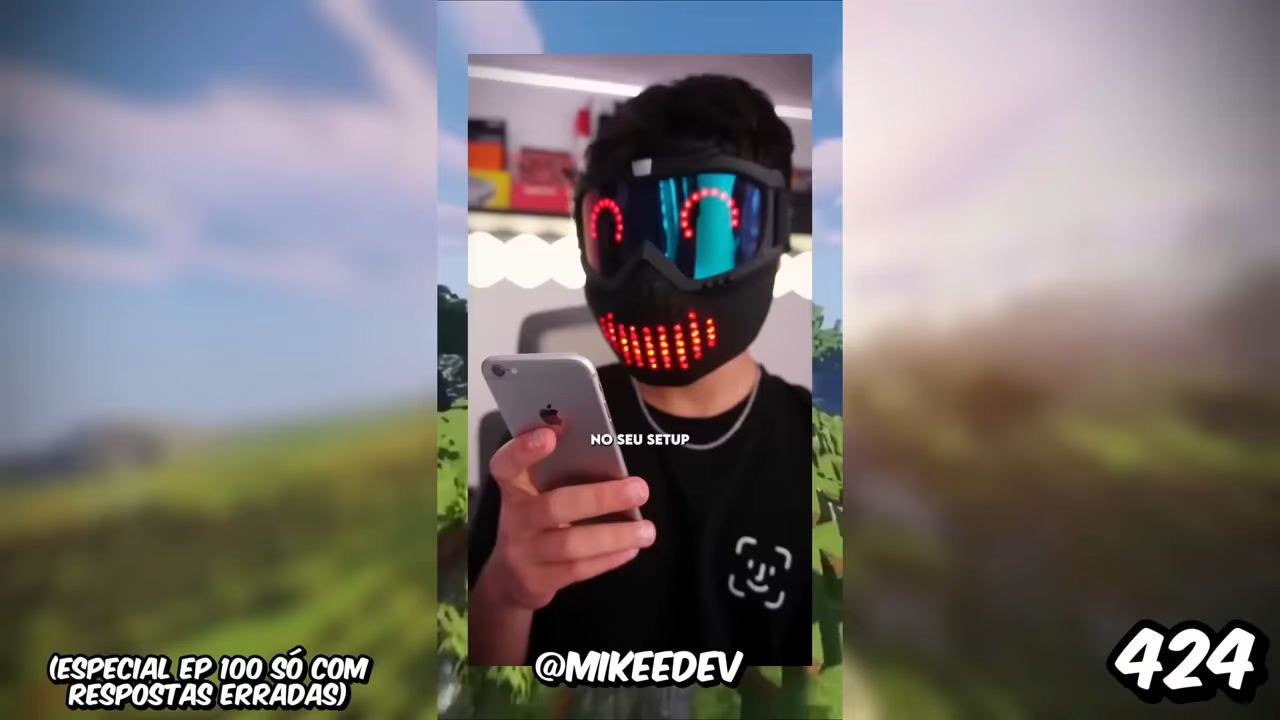 NO SEU SETUP
(ESPECIAL EP 100 SÓ COM
RESPOSTAS ERRADAS)
@MIKEEDEV
424